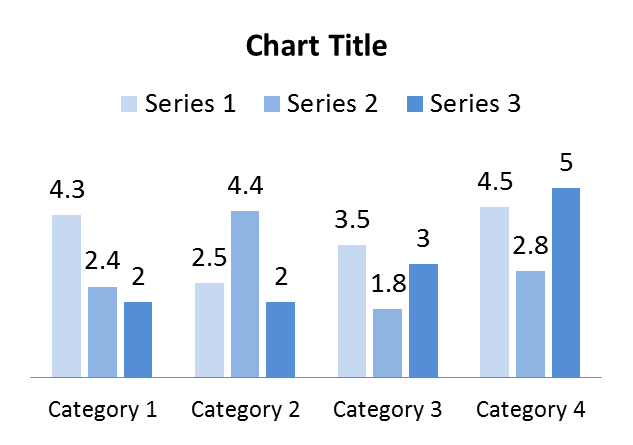 Chart Title
Series 1 Series 2 Series 3
4.3 2.4 2 2.5 4.4 2 3.5 1.8 3 4.5 2.8 5
Category 1 Category 2 Category 3 Category 4